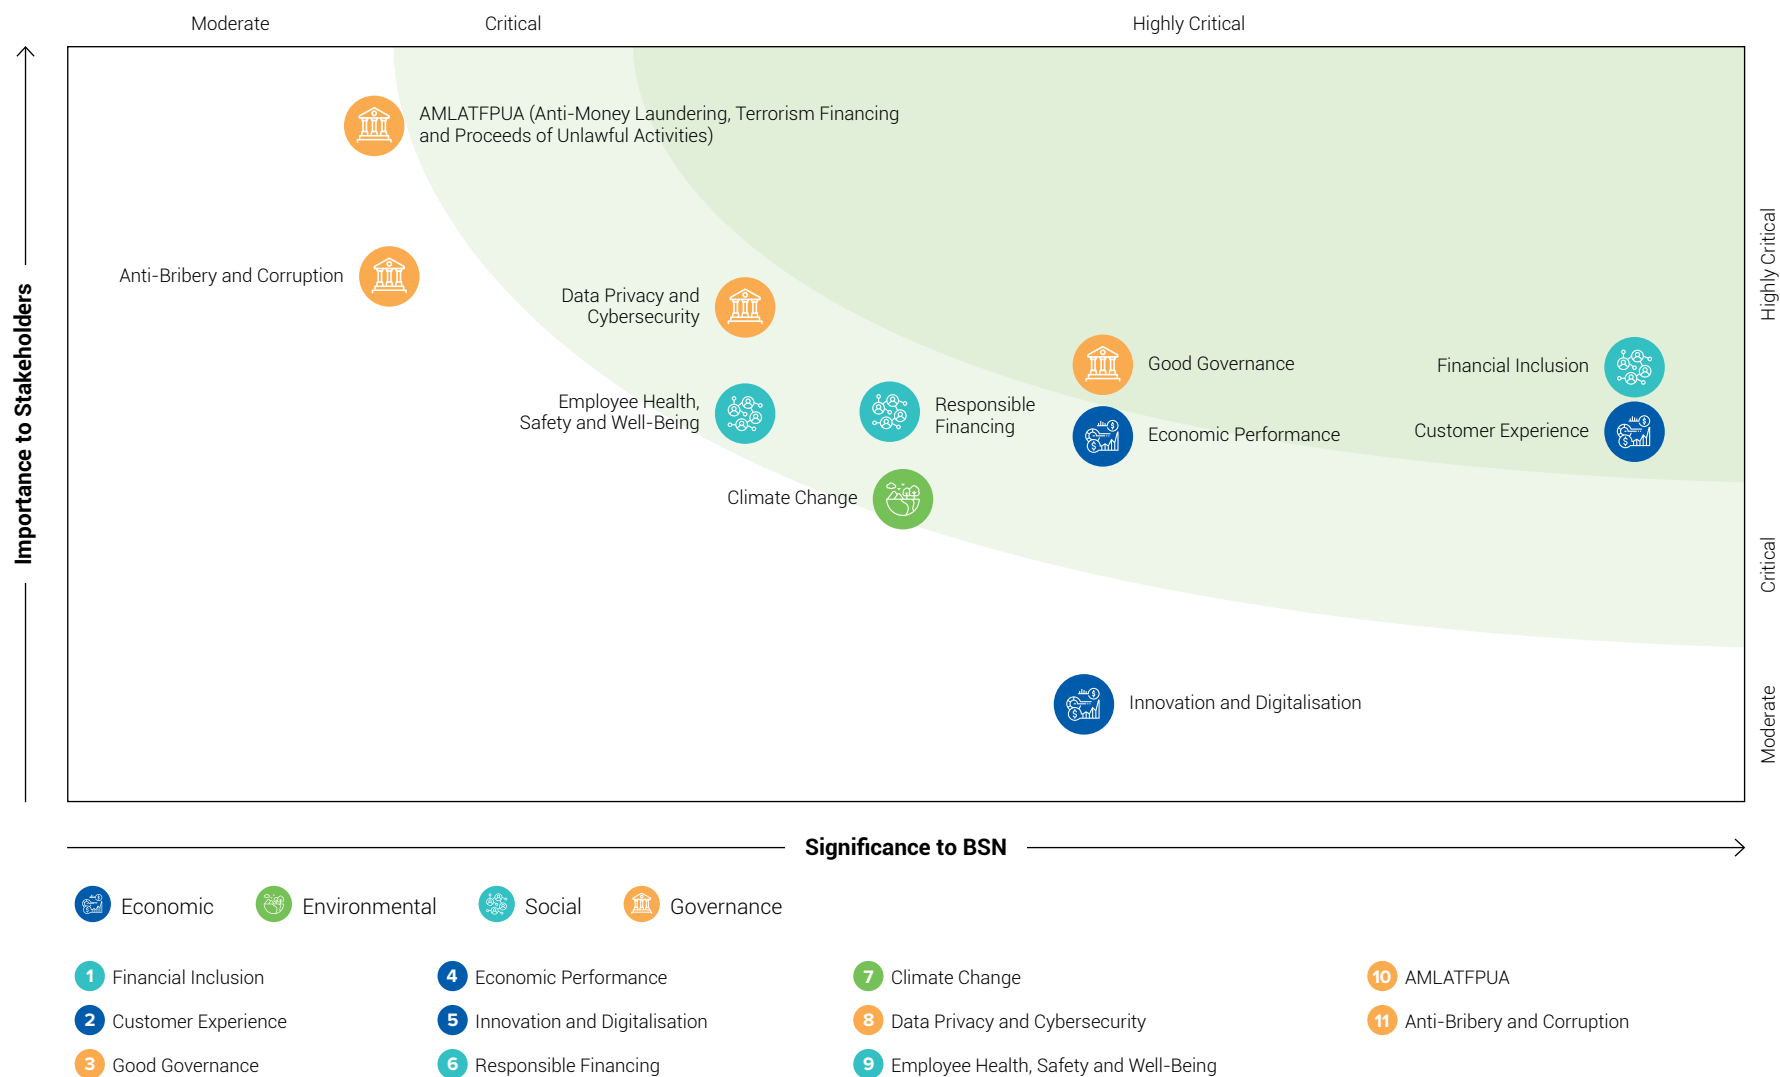 Moderate
Critical
Highly Critical
Importance to Stakeholders
AMLATFPUA (Anti-Money Laundering, Terrorism Financing
and Proceeds of Unlawful Activities)
Anti-Bribery and Corruption
Data Privacy and
Cybersecurity
Good Governance
Financial Inclusion
Employee Health,
Safety and Well-Being
Responsible
Financing
Economic Performance
Customer Experience
Climate Change
Innovation and Digitalisation
Highly Critical
Critical
Moderate
Significance to BSN
Economic
Environmental
Social
Governance
1 Financial Inclusion
2 Customer Experience
3 Good Governance
4 Economic Performance
5 Innovation and Digitalisation
6 Responsible Financing
7 Climate Change
8 Data Privacy and Cybersecurity
9 Employee Health, Safety and Well-Being
10 AMLATFPUA
11 Anti-Bribery and Corruption